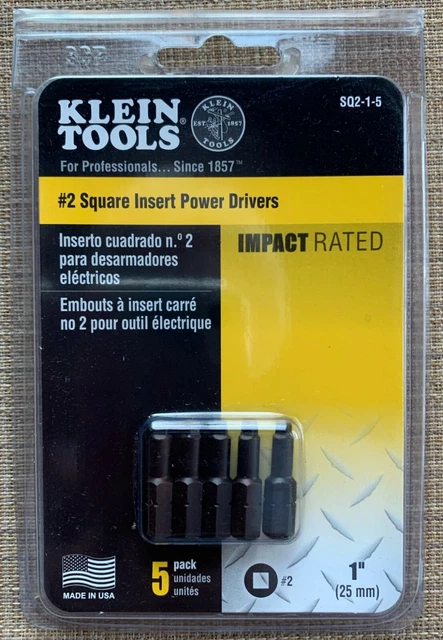 SQ2-1-5
KLEIN
TOOLS®
KLEIN
EST 1857
TOOLS
For Professionals... Since 1857™
#2 Square Insert Power Drivers
Inserto cuadrado n.º 2
para desarmadores
eléctricos
IMPACT RATED
Embouts à insert carré
no 2 pour outil électrique
MADE IN USA
5 pack
unidades
unités
#2
1"
(25 mm)